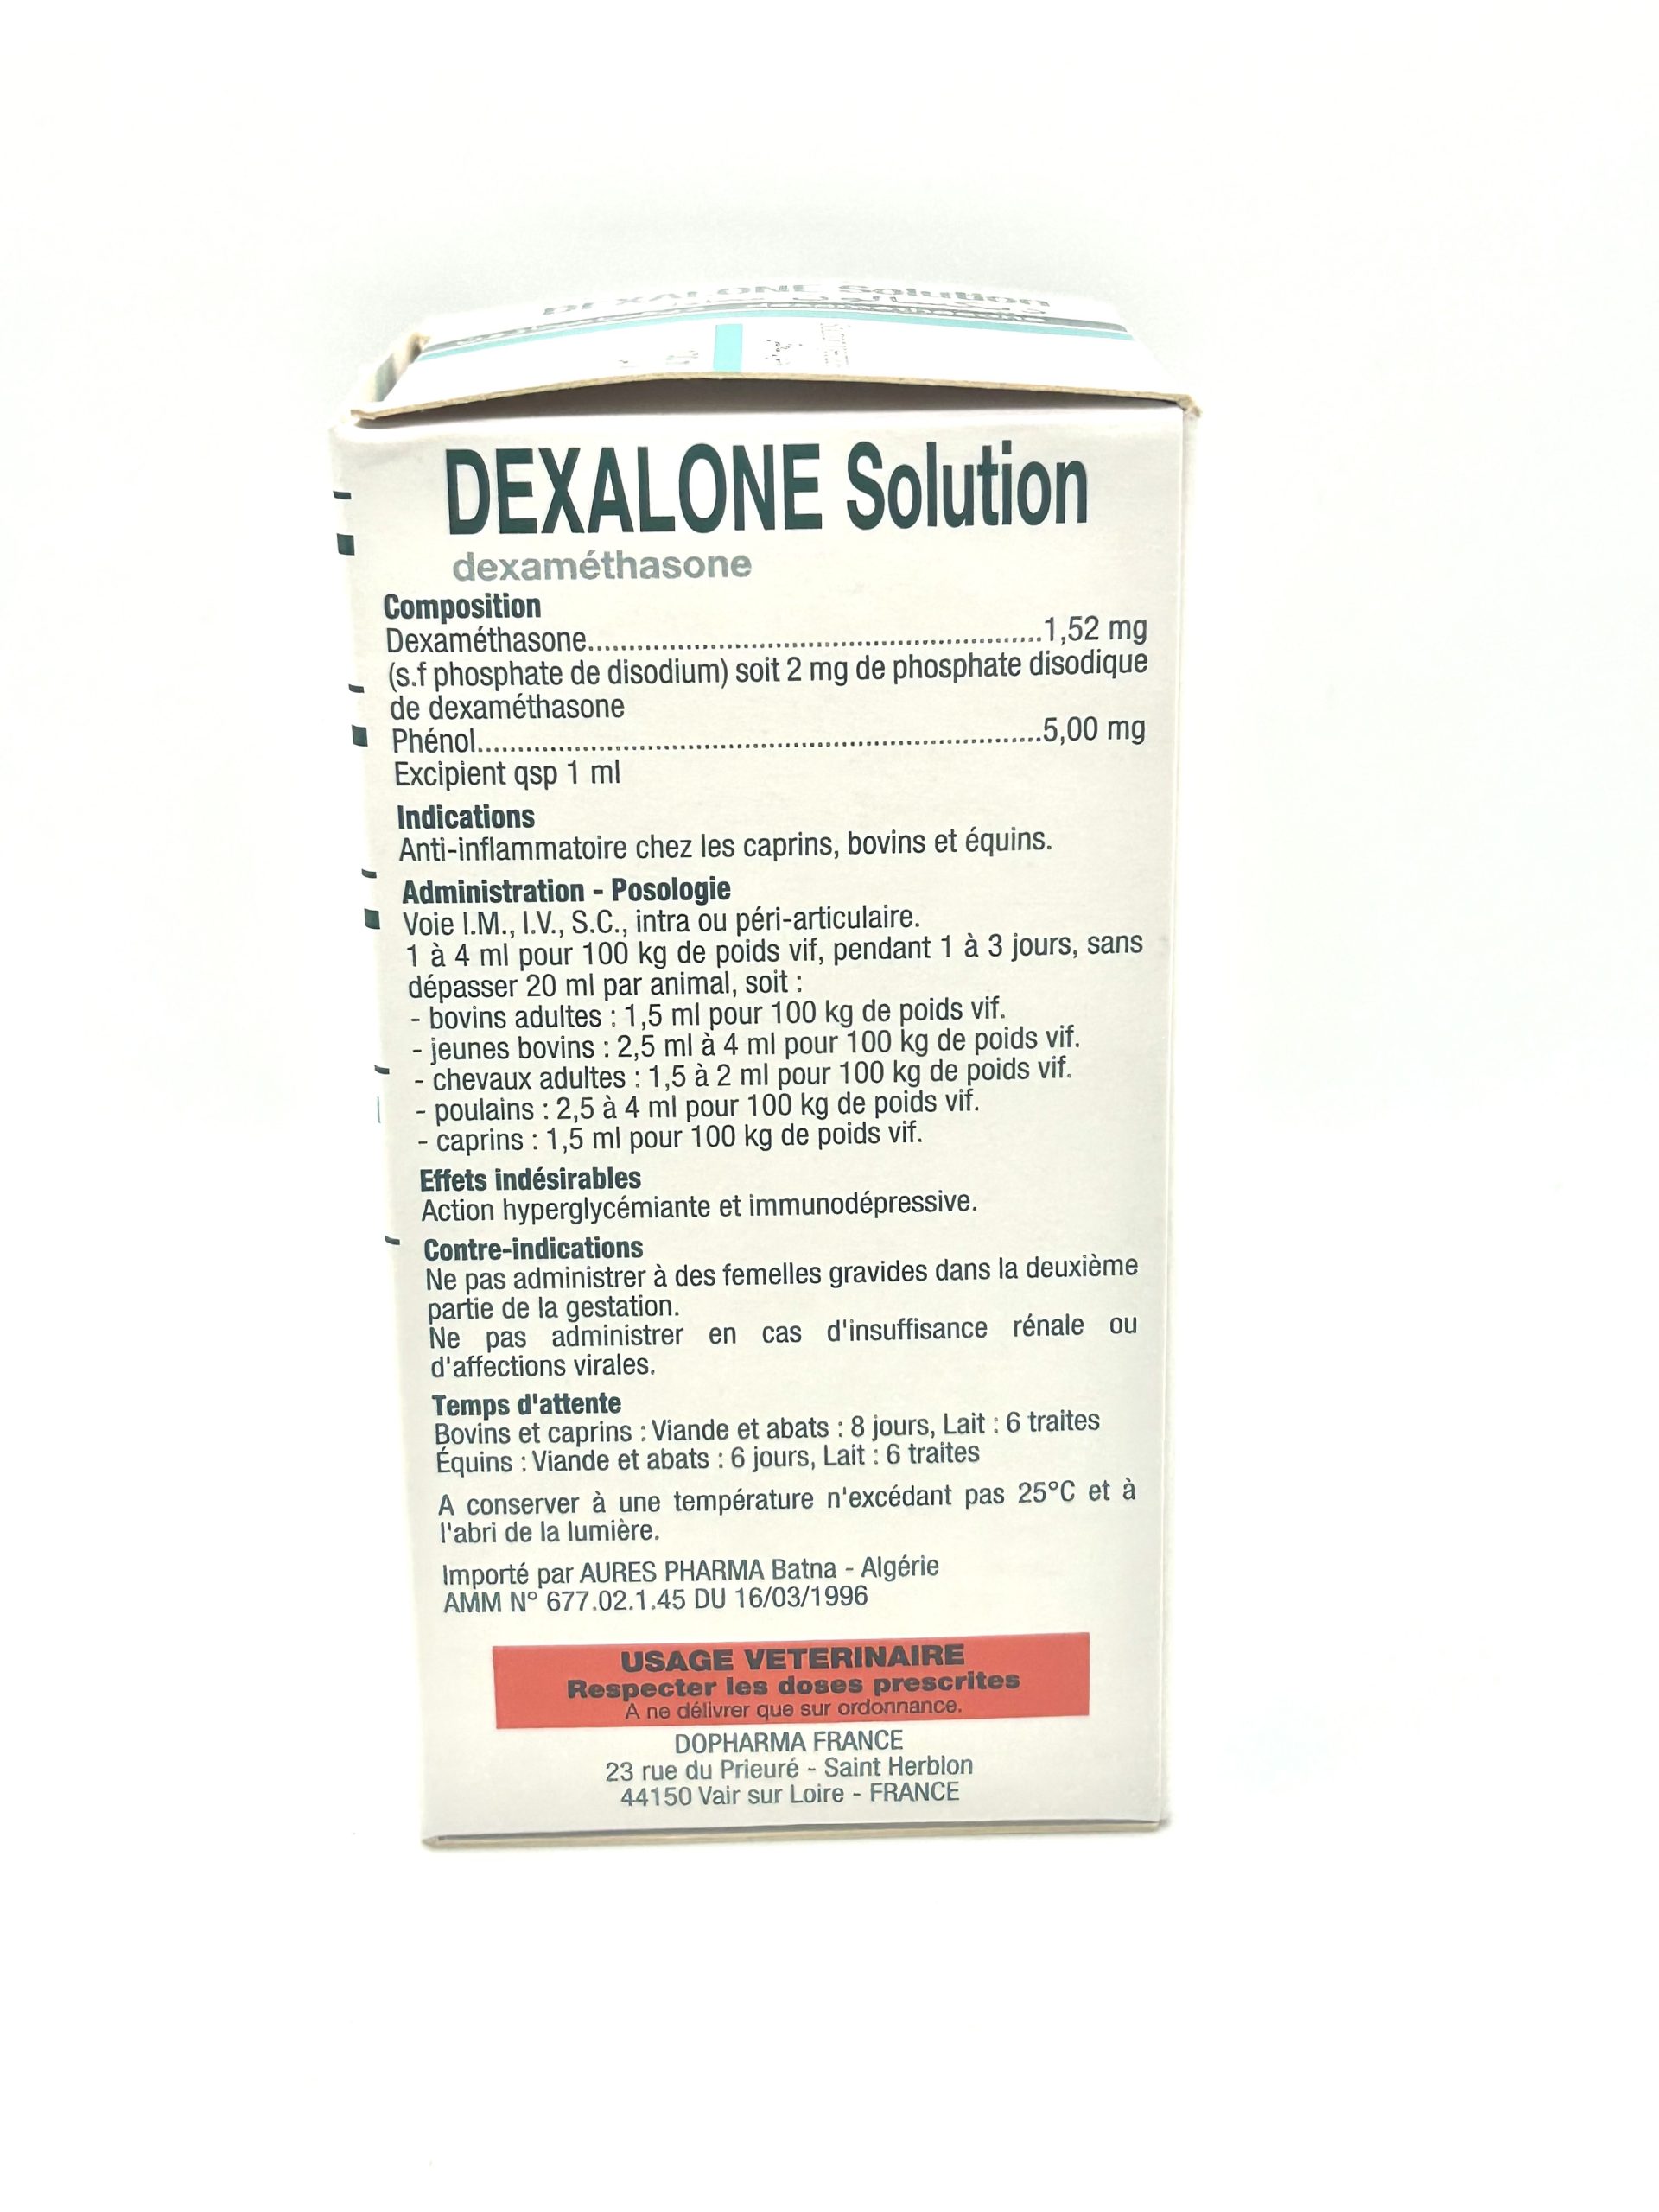 DEXALONE Solution
DEXALONE Solution
dexaméthasone
Composition
Dexaméthasone....................................................................1,52 mg
(s.f phosphate de disodium) soit 2 mg de phosphate disodique
de dexaméthasone
Phénol....................................................................................5,00 mg
Excipient qsp 1 ml
Indications
Anti-inflammatoire chez les caprins, bovins et équins.
Administration - Posologie
Voie I.M., I.V., S.C., intra ou péri-articulaire.
1 à 4 ml pour 100 kg de poids vif, pendant 1 à 3 jours, sans
dépasser 20 ml par animal, soit :
- bovins adultes : 1,5 ml pour 100 kg de poids vif.
- jeunes bovins : 2,5 ml à 4 ml pour 100 kg de poids vif.
- chevaux adultes : 1,5 à 2 ml pour 100 kg de poids vif.
- poulains : 2,5 à 4 ml pour 100 kg de poids vif.
- caprins : 1,5 ml pour 100 kg de poids vif.
Effets indésirables
Action hyperglycémiante et immunodépressive.
Contre-indications
Ne pas administrer à des femelles gravides dans la deuxième
partie de la gestation.
Ne pas administrer en cas d'insuffisance rénale ou
d'affections virales.
Temps d'attente
Bovins et caprins : Viande et abats : 8 jours, Lait : 6 traites
Équins : Viande et abats : 6 jours, Lait : 6 traites
A conserver à une température n'excédant pas 25°C et à
l'abri de la lumière.
Importé par AURES PHARMA Batna - Algérie
AMM N° 677.02.1.45 DU 16/03/1996
USAGE VETERINAIRE
Respecter les doses prescrites
A ne délivrer que sur ordonnance.
DOPHARMA FRANCE
23 rue du Prieuré - Saint Herblon
44150 Vair sur Loire - FRANCE